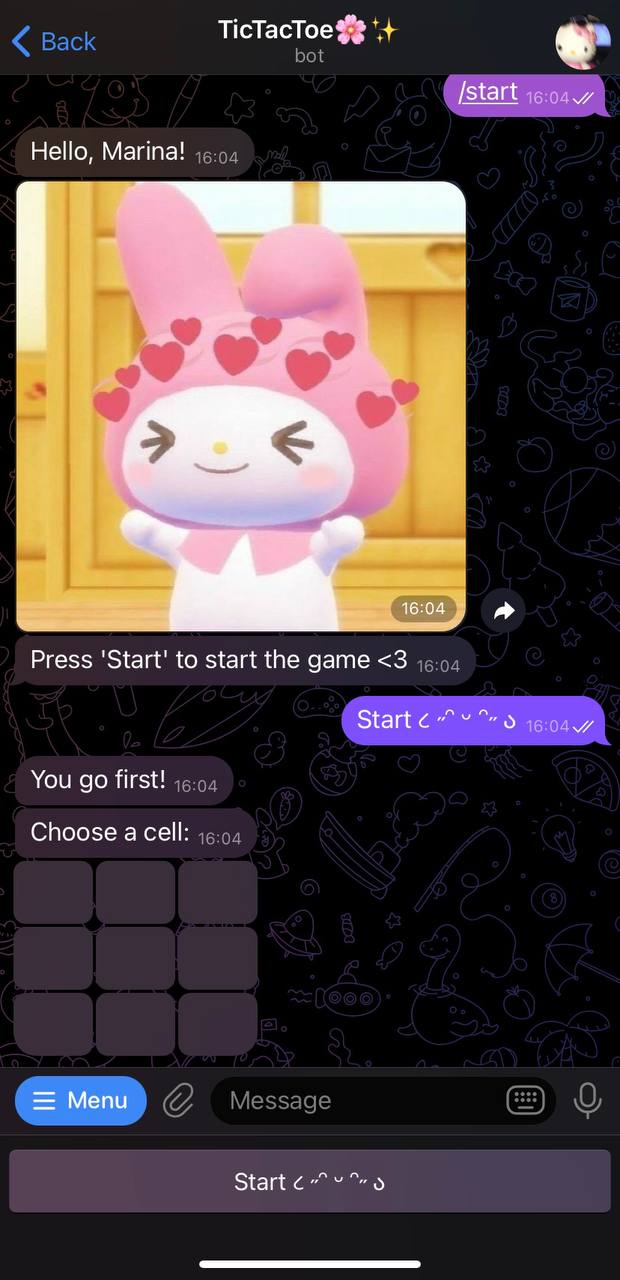 Back
TicTacToe🌸✨
bot
/start 16:04
Hello, Marina! 16:04
16:04
Press 'Start' to start the game <3 16:04
Start ૮ ˶ᵔ ᵕ ᵔ˶ ა 16:04
You go first! 16:04
Choose a cell: 16:04
Menu
Message
Start ૮ ˶ᵔ ᵕ ᵔ˶ ა